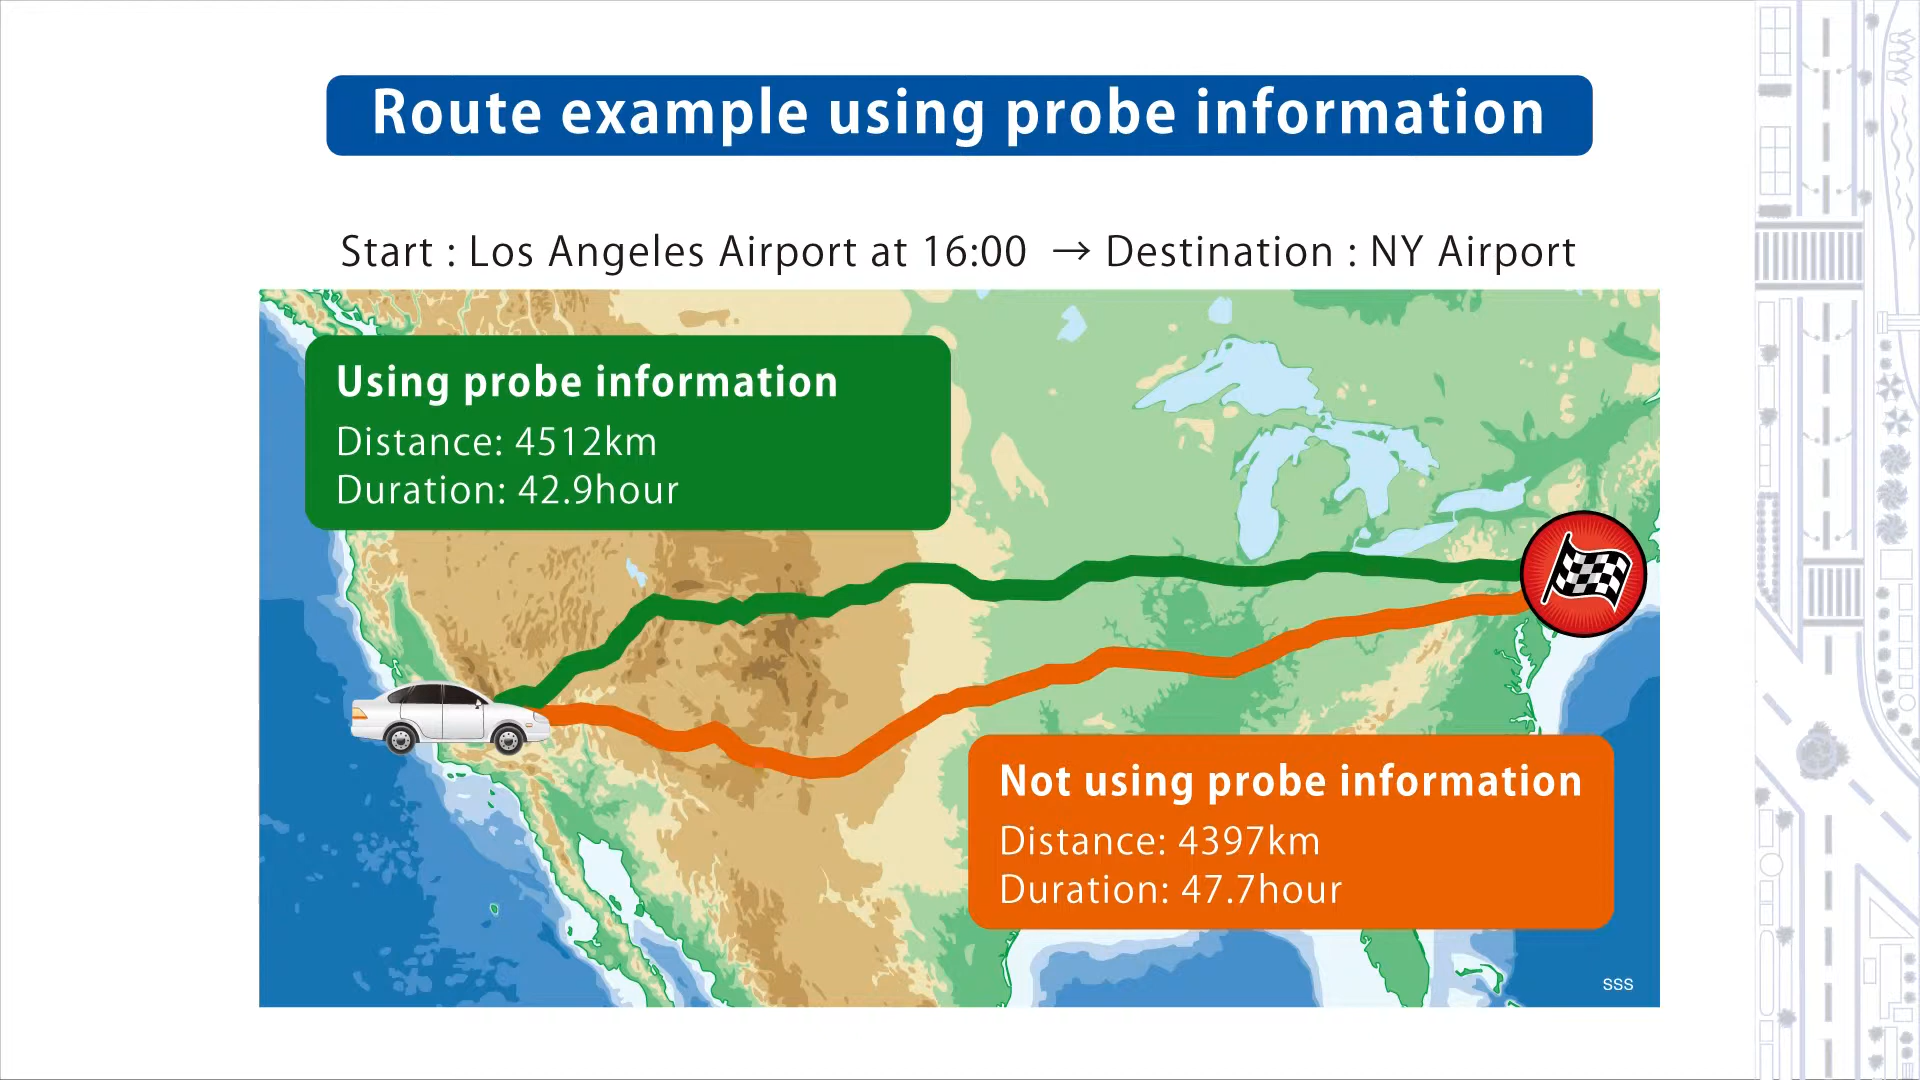 Route example using probe information
Start : Los Angeles Airport at 16:00 → Destination : NY Airport
Using probe information
Distance: 4512km
Duration: 42.9hour
Not using probe information
Distance: 4397km
Duration: 47.7hour
SSS